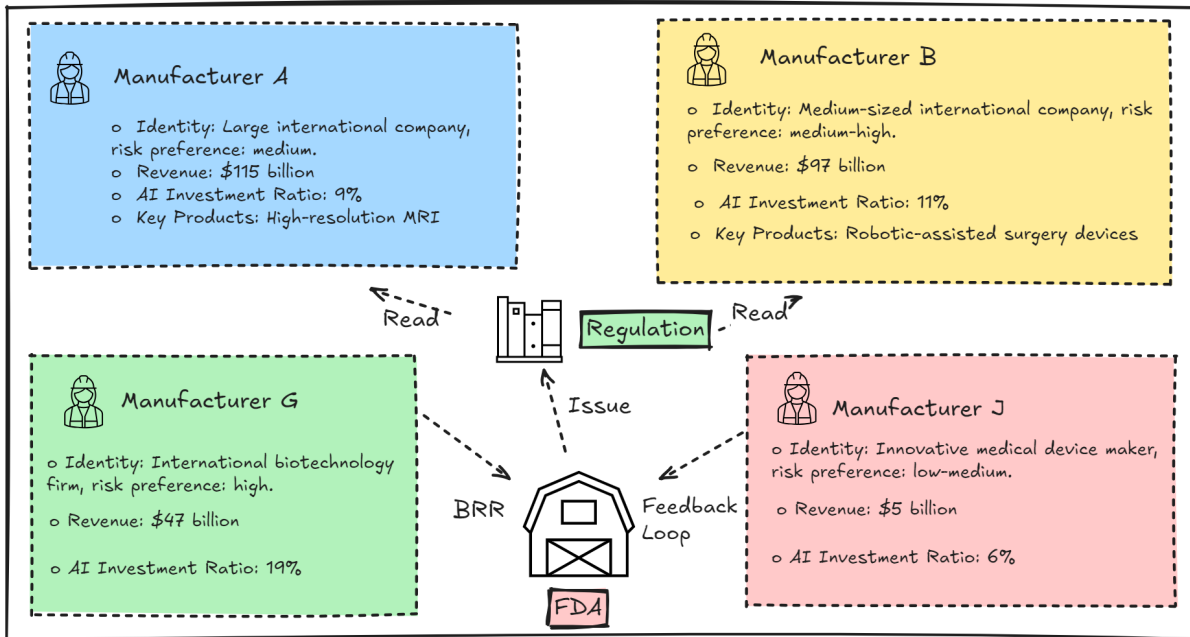 Manufacturer A
o Identity: Large international company,
risk preference: medium.
o Revenue: $115 billion
o AI Investment Ratio: 9%
o Key Products: High-resolution MRI
Manufacturer B
o Identity: Medium-sized international company, risk
preference: medium-high.
o Revenue: $97 billion
o AI Investment Ratio: 11%
o Key Products: Robotic-assisted surgery devices
Read
Regulation
Read
Manufacturer G
o Identity: International biotechnology
firm, risk preference: high.
o Revenue: $47 billion
o AI Investment Ratio: 19%
Issue
BRR
Feedback
Loop
FDA
Manufacturer J
o Identity: Innovative medical device maker,
risk preference: low-medium.
o Revenue: $5 billion
o AI Investment Ratio: 6%